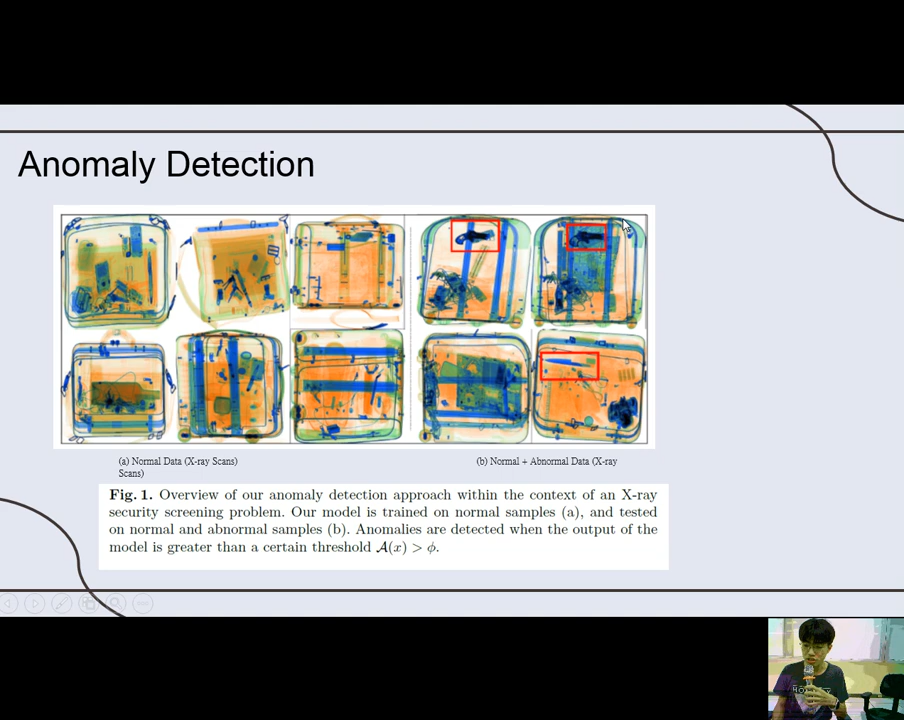 Anomaly Detection
(a) Normal Data (X-ray Scans)
(b) Normal + Abnormal Data (X-ray
Scans)
Fig. 1. Overview of our anomaly detection approach within the context of an X-ray
security screening problem. Our model is trained on normal samples (a), and tested
on normal and abnormal samples (b). Anomalies are detected when the output of the
model is greater than a certain threshold 𝒜(x) > ϕ.